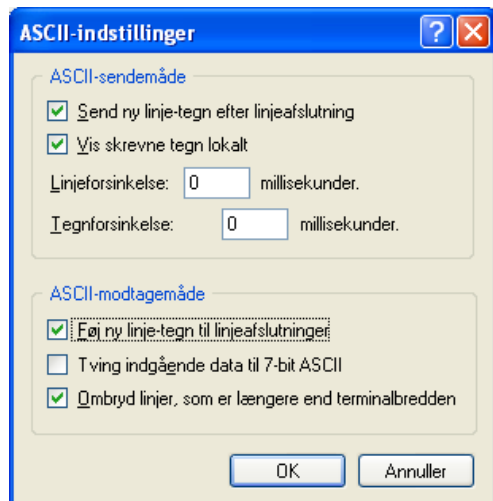 ASCII-indstillinger
ASCII-sendemåde
Send ny linje-tegn efter linjeafslutning
Vis skrevne tegn lokalt
Linjeforsinkelse: 0 millisekunder.
Tegnforsinkelse: 0 millisekunder.
ASCII-modtagemåde
Føj ny linje-tegn til linjeafslutninger
Tving indgående data til 7-bit ASCII
Ombryd linjer, som er længere end terminalbredden
OK Annuller